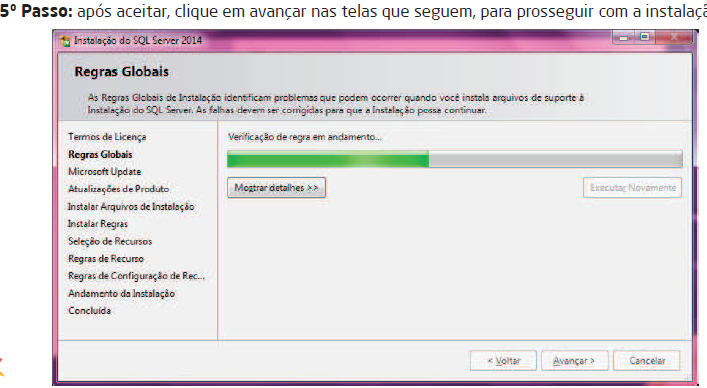 5º Passo: após aceitar, clique em avançar nas telas que seguem, para prosseguir com a
Instalação do SQL Server 2014
Regras Globais
As Regras Globais de Instalação identificam problemas que podem ocorrer quando você instala arquivos de suporte à
Instalação do SQL Server. As falhas devem ser corrigidas para que a Instalação possa continuar.
Termos de Licença
Regras Globais
Microsoft Update
Atualizações de Produto
Instalar Arquivos de Instalação
Instalar Regras
Seleção de Recursos
Regras de Recurso
Regras de Configuração de Rec...
Andamento da Instalação
Concluída
Verificação de regra em andamento...
Mostrar detalhes >>
Executar Novamente
< Voltar
Avançar >
Cancelar